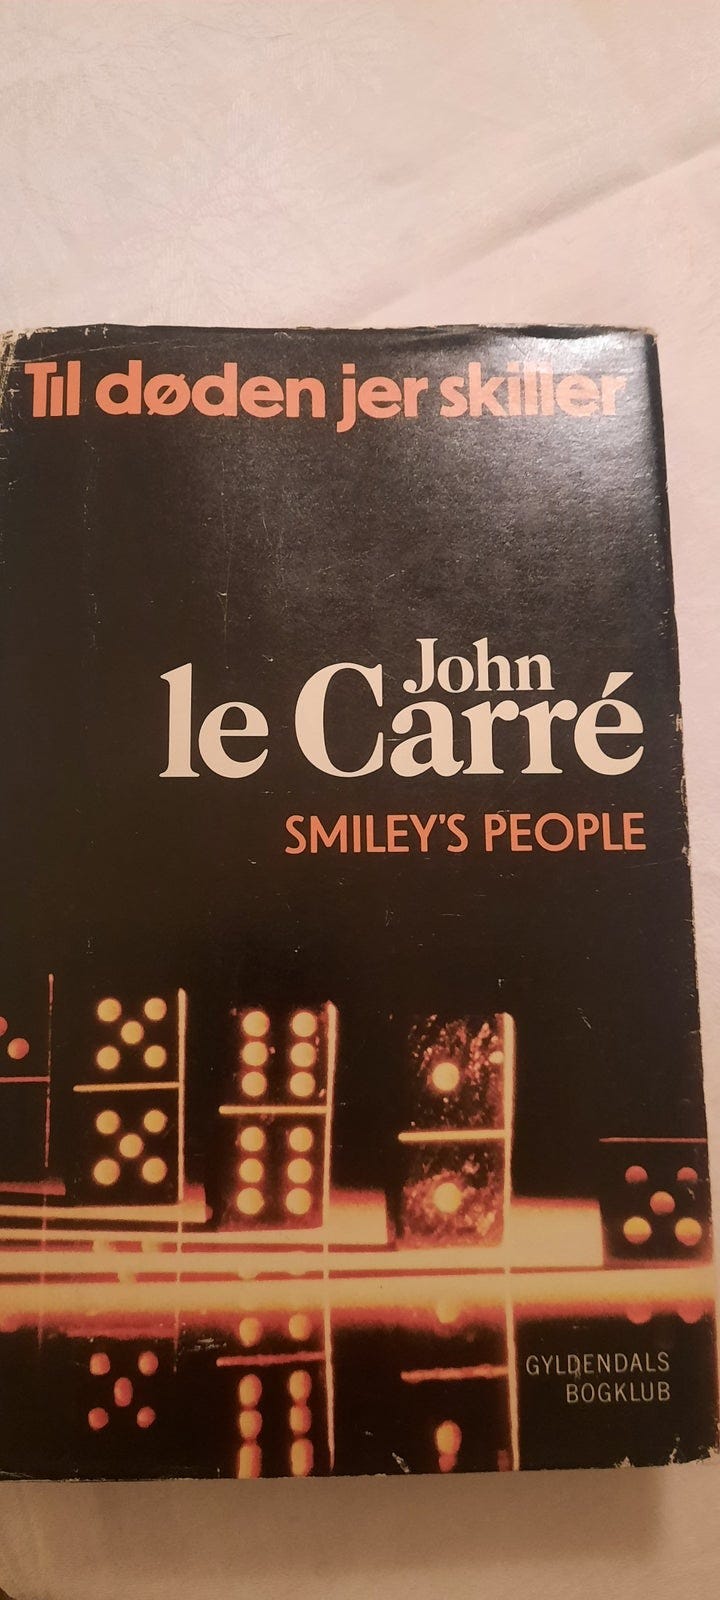 Til døden jer skiller
John
le Carré
SMILEY'S PEOPLE
GYLDENDALS
BOGKLUB